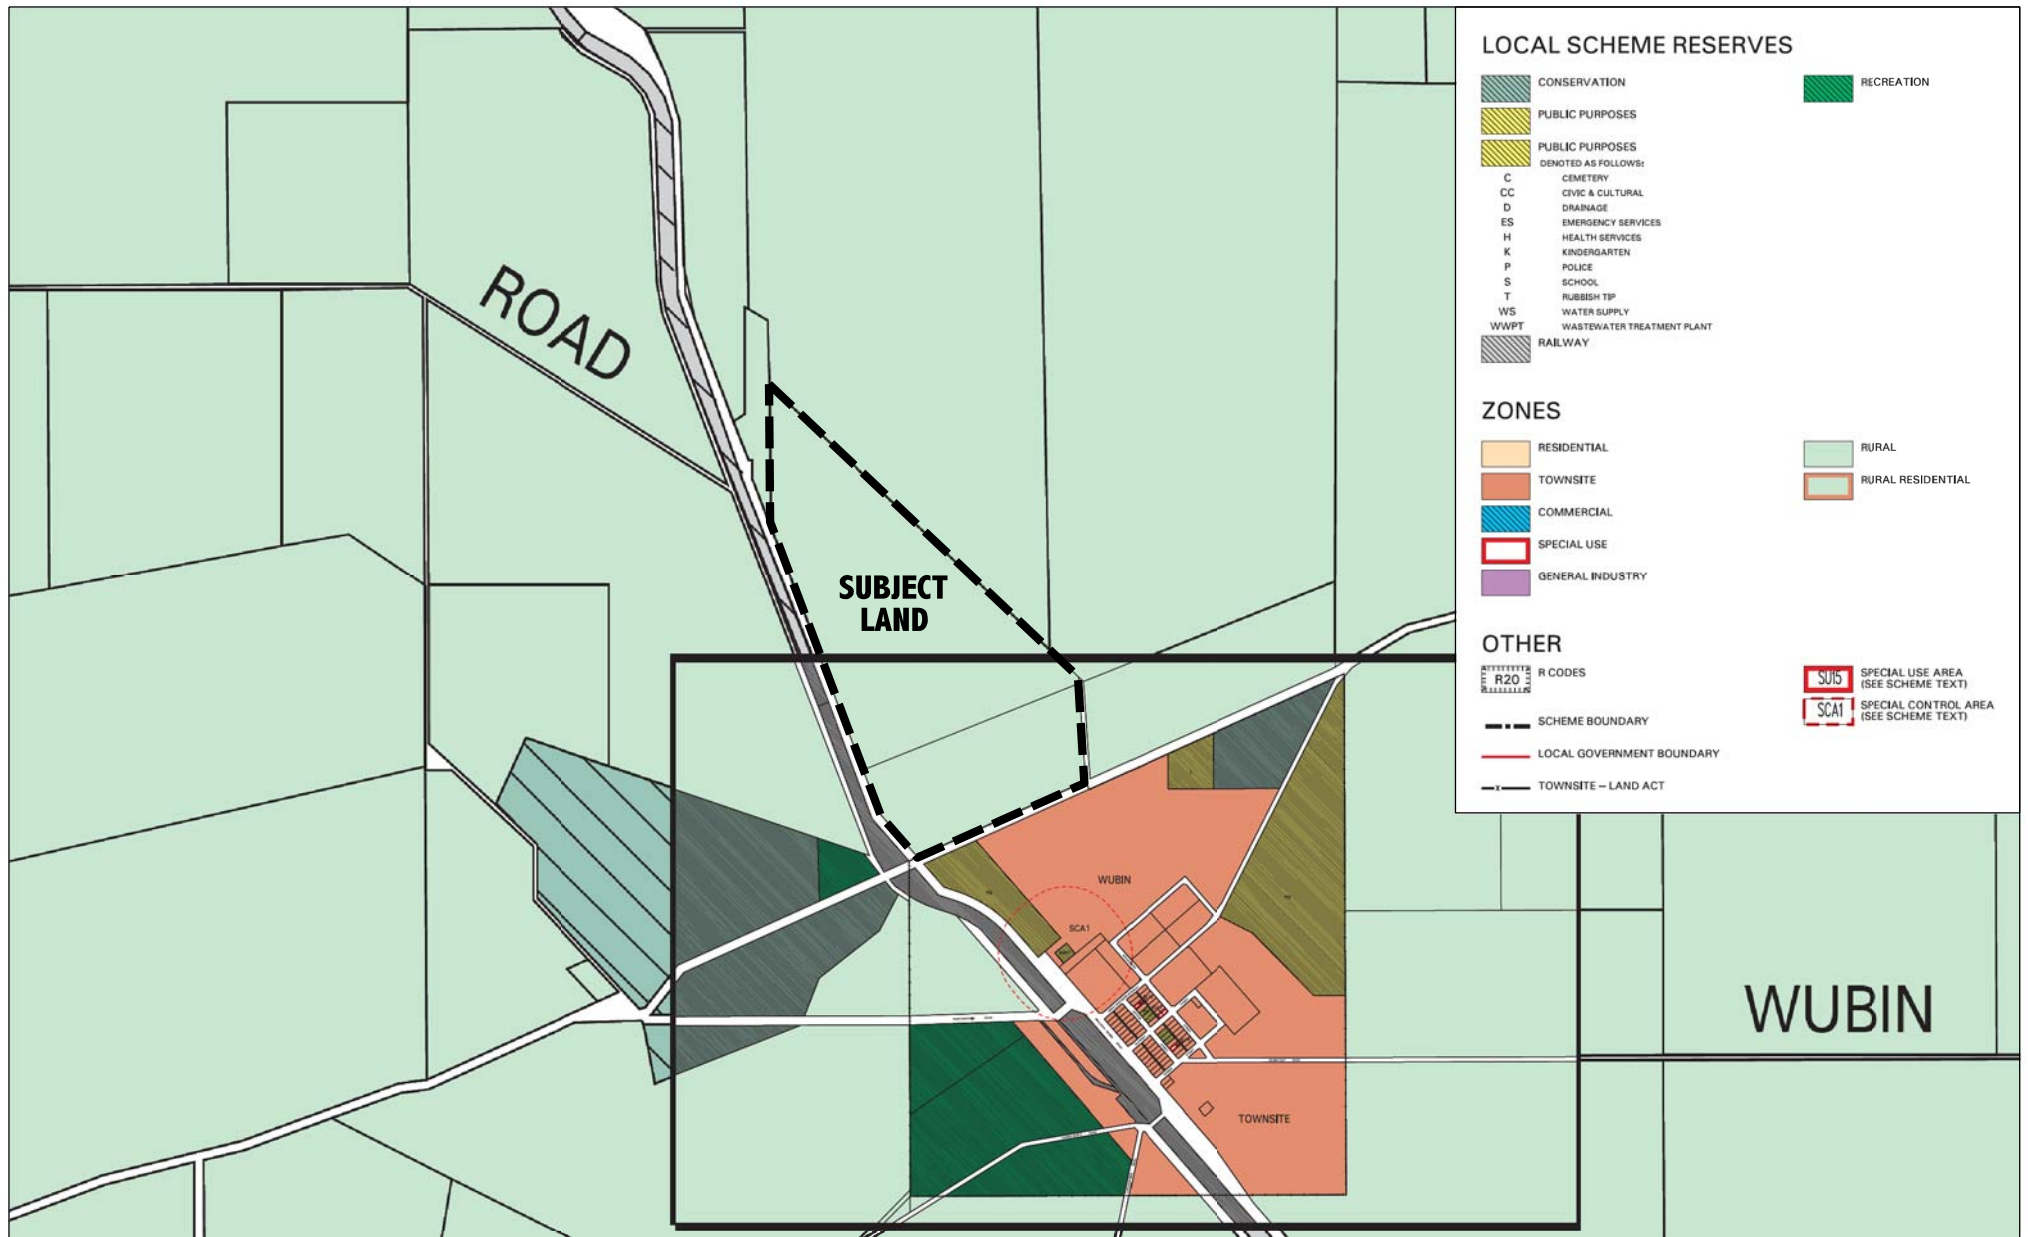 ROAD
SUBJECT
LAND
WUBIN
SCA1
TOWNSITE
WUBIN
LOCAL SCHEME RESERVES
CONSERVATION
RECREATION
PUBLIC PURPOSES
PUBLIC PURPOSES
DENOTED AS FOLLOWS:
C CEMETERY
CC CIVIC & CULTURAL
D DRAINAGE
ES EMERGENCY SERVICES
H HEALTH SERVICES
K KINDERGARTEN
P POLICE
S SCHOOL
T RUBBISH TIP
WS WATER SUPPLY
WWPT WASTEWATER TREATMENT PLANT
RAILWAY
ZONES
RESIDENTIAL
RURAL
TOWNSITE
RURAL RESIDENTIAL
COMMERCIAL
SPECIAL USE
GENERAL INDUSTRY
OTHER
R20 R CODES
SU15 SPECIAL USE AREA
(SEE SCHEME TEXT)
SCA1 SPECIAL CONTROL AREA
(SEE SCHEME TEXT)
SCHEME BOUNDARY
LOCAL GOVERNMENT BOUNDARY
x TOWNSITE – LAND ACT